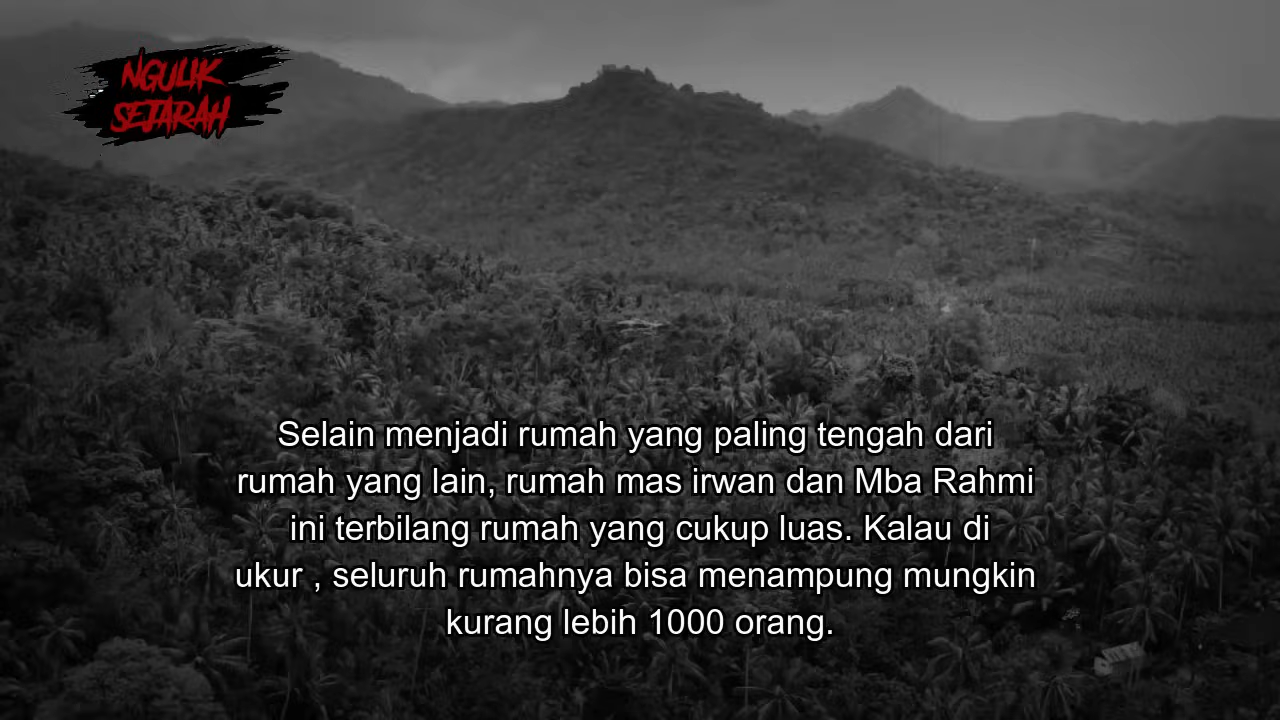 NGULIK
SEJARAH
Selain menjadi rumah yang paling tengah dari
rumah yang lain, rumah mas irwan dan Mba Rahmi
ini terbilang rumah yang cukup luas. Kalau di
ukur , seluruh rumahnya bisa menampung mungkin
kurang lebih 1000 orang.